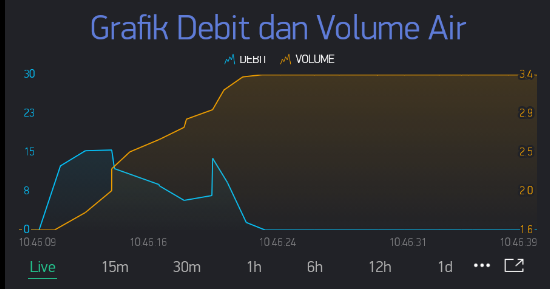 Grafik Debit dan Volume Air
DEBIT VOLUME
30 3.4
23 2.9
15 2.5
8 2.0
-0 1.6
10.46.09 10.46.16 10.46.24 10.46.31 10.46.39
Live 15m 30m 1h 6h 12h 1d •••